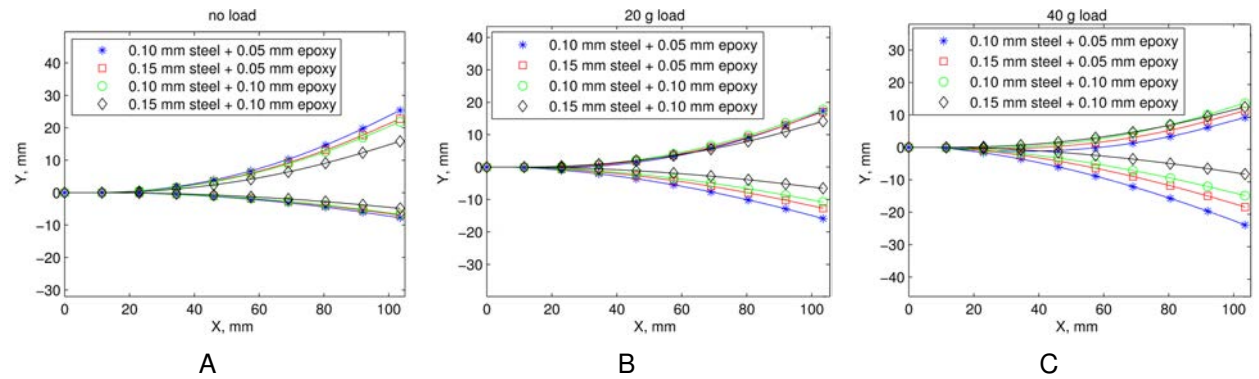 no load
0.10 mm steel + 0.05 mm epoxy
0.15 mm steel + 0.05 mm epoxy
0.10 mm steel + 0.10 mm epoxy
0.15 mm steel + 0.10 mm epoxy
40
30
20
10
0
−10
−20
−30
Y, mm
0 20 40 60 80 100
X, mm
A
20 g load
0.10 mm steel + 0.05 mm epoxy
0.15 mm steel + 0.05 mm epoxy
0.10 mm steel + 0.10 mm epoxy
0.15 mm steel + 0.10 mm epoxy
40
30
20
10
0
−10
−20
−30
Y, mm
0 20 40 60 80 100
X, mm
B
40 g load
0.10 mm steel + 0.05 mm epoxy
0.15 mm steel + 0.05 mm epoxy
0.10 mm steel + 0.10 mm epoxy
0.15 mm steel + 0.10 mm epoxy
30
20
10
0
−10
−20
−30
−40
Y, mm
0 20 40 60 80 100
X, mm
C